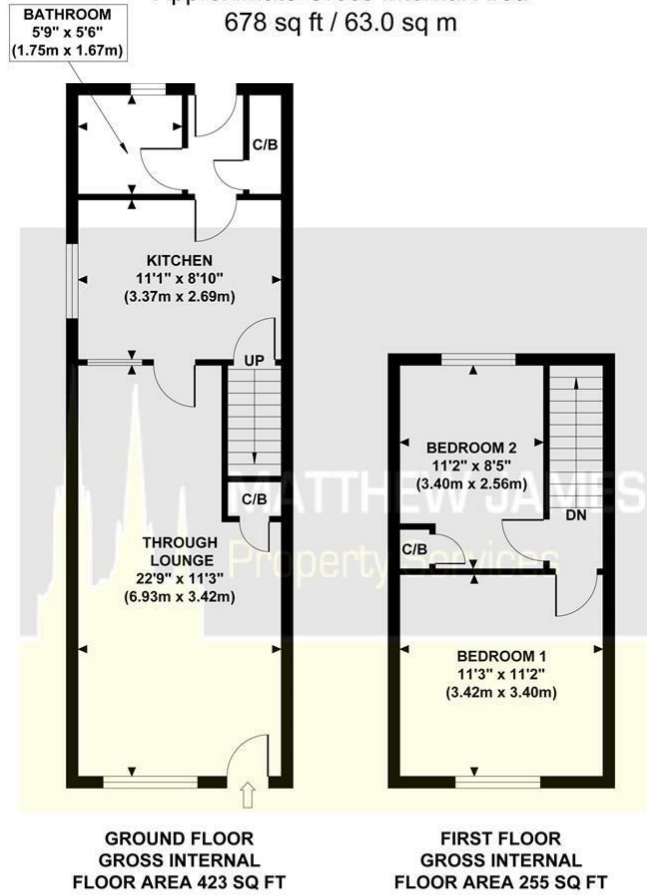 Approximate Gross Internal Area
678 sq ft / 63.0 sq m
BATHROOM
5'9" x 5'6"
(1.75m x 1.67m)
C/B
KITCHEN
11'1" x 8'10"
(3.37m x 2.69m)
UP
C/B
THROUGH
LOUNGE
22'9" x 11'3"
(6.93m x 3.42m)
BEDROOM 2
11'2" x 8'5"
(3.40m x 2.56m)
DN
C/B
BEDROOM 1
11'3" x 11'2"
(3.42m x 3.40m)
MATTHEW JAMES
Property Services
GROUND FLOOR
GROSS INTERNAL
FLOOR AREA 423 SQ FT
FIRST FLOOR
GROSS INTERNAL
FLOOR AREA 255 SQ FT